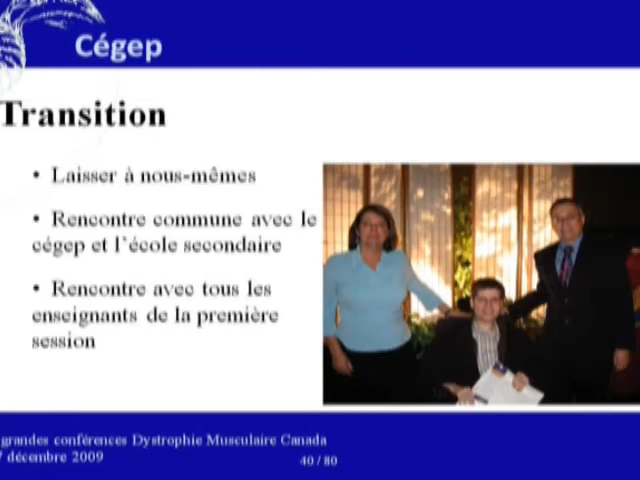 Cégep
Transition
• Laisser à nous-mêmes
• Rencontre commune avec le
cégep et l'école secondaire
• Rencontre avec tous les
enseignants de la première
session
grandes conférences Dystrophie Musculaire Canada
décembre 2009
40 / 80